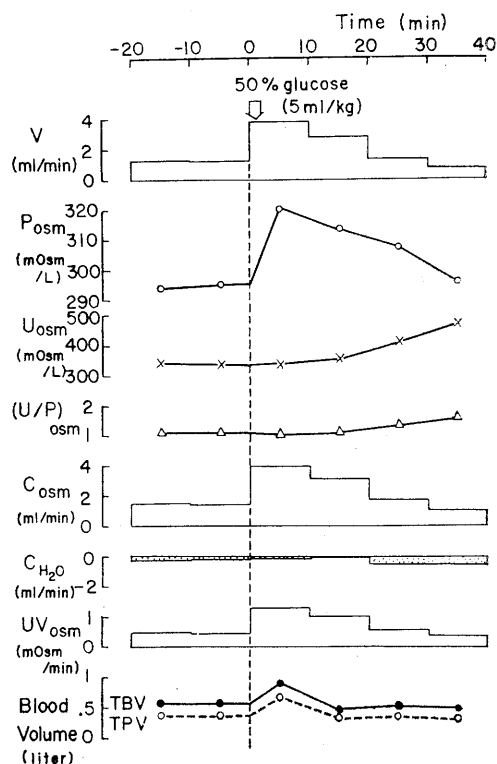 Time (min)
-20 -10 0 10 20 30 40
50% glucose
(5ml/kg)
V
(ml/min)
4
2
0
Posm
(mOsm
/L)
320
310
300
290
Uosm
(mOsm
/L)
500
400
300
(U/P)
osm
2
1
Cosm
(ml/min)
4
2
0
CH2O
(ml/min)
0
-2
UVosm
(mOsm
/min)
1
0
Blood
Volume
(liter)
1
.5
0
TBV
TPV